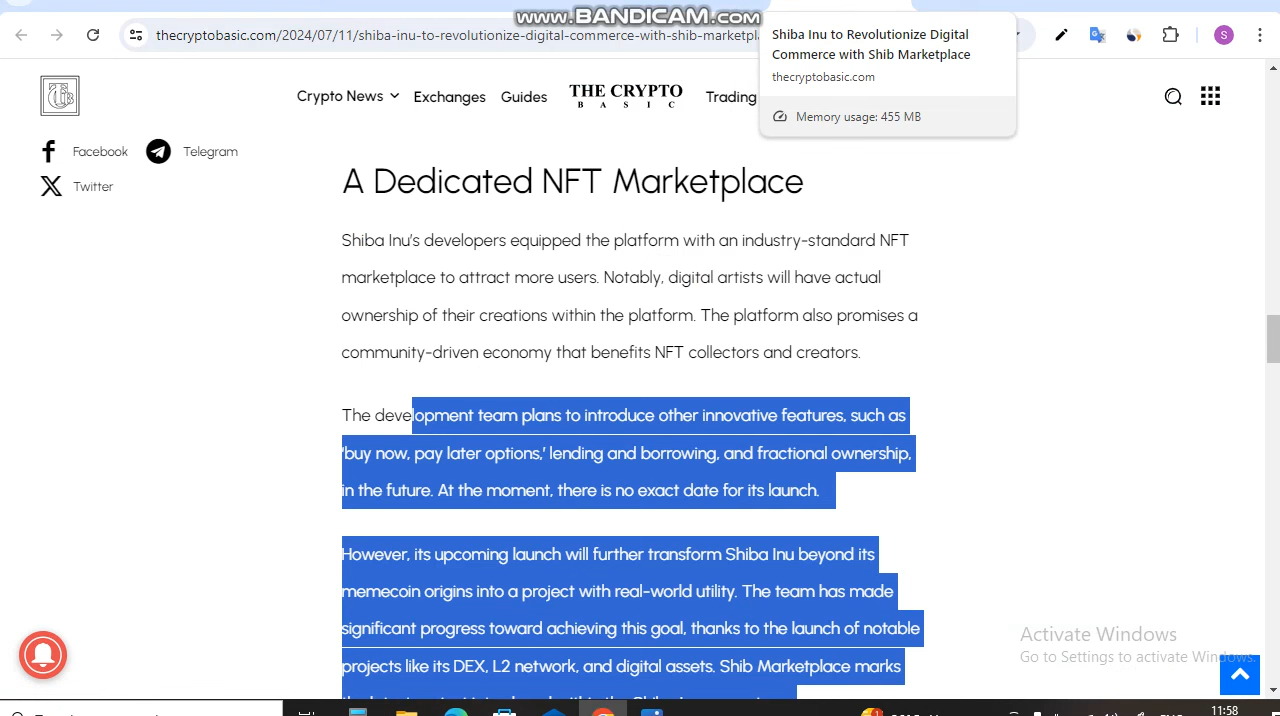 www.BANDICAM.com
thecryptobasic.com/2024/07/11/shiba-inu-to-revolutionize-digital-commerce-with-shib-marketpl
Shiba Inu to Revolutionize Digital
Commerce with Shib Marketplace
thecryptobasic.com
Memory usage: 455 MB
S
Crypto News
Exchanges
Guides
THE CRYPTO
BASIC
Trading
Facebook
Telegram
Twitter
A Dedicated NFT Marketplace
Shiba Inu's developers equipped the platform with an industry-standard NFT
marketplace to attract more users. Notably, digital artists will have actual
ownership of their creations within the platform. The platform also promises a
community-driven economy that benefits NFT collectors and creators.
The development team plans to introduce other innovative features, such as
'buy now, pay later options,' lending and borrowing, and fractional ownership,
in the future. At the moment, there is no exact date for its launch.
However, its upcoming launch will further transform Shiba Inu beyond its
memecoin origins into a project with real-world utility. The team has made
significant progress toward achieving this goal, thanks to the launch of notable
projects like its DEX, L2 network, and digital assets. Shib Marketplace marks
Activate Windows
Go to Settings to activate Windows.
11:58